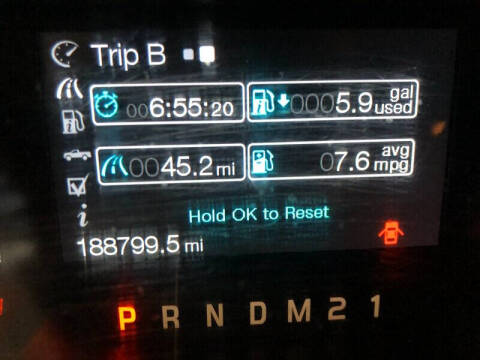 Trip B
006:55:20
0005.9 gal used
0045.2 mi
07.6 avg mpg
Hold OK to Reset
i
188799.5 mi
P R N D M 2 1